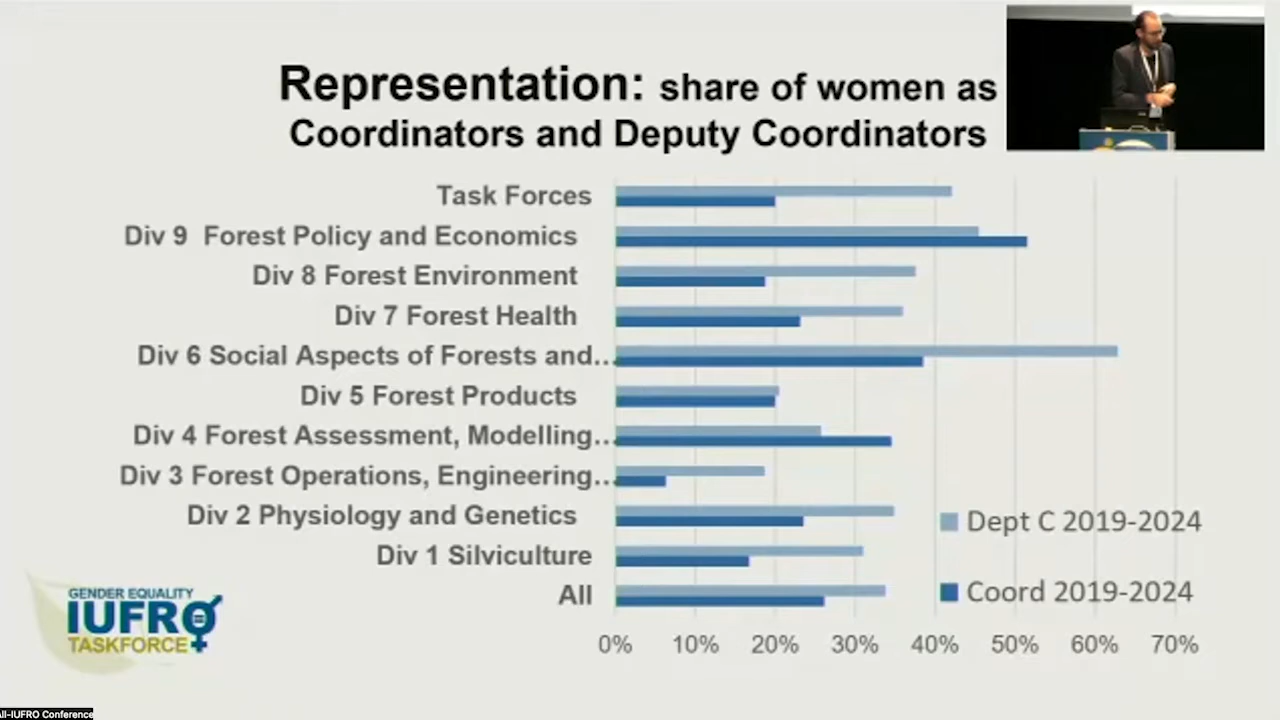 Representation: share of women as
Coordinators and Deputy Coordinators
Task Forces
Div 9 Forest Policy and Economics
Div 8 Forest Environment
Div 7 Forest Health
Div 6 Social Aspects of Forests and...
Div 5 Forest Products
Div 4 Forest Assessment, Modelling...
Div 3 Forest Operations, Engineering...
Div 2 Physiology and Genetics
Div 1 Silviculture
All
Dept C 2019-2024
Coord 2019-2024
0% 10% 20% 30% 40% 50% 60% 70%
GENDER EQUALITY
IUFRO
TASKFORCE
All-IUFRO Conference